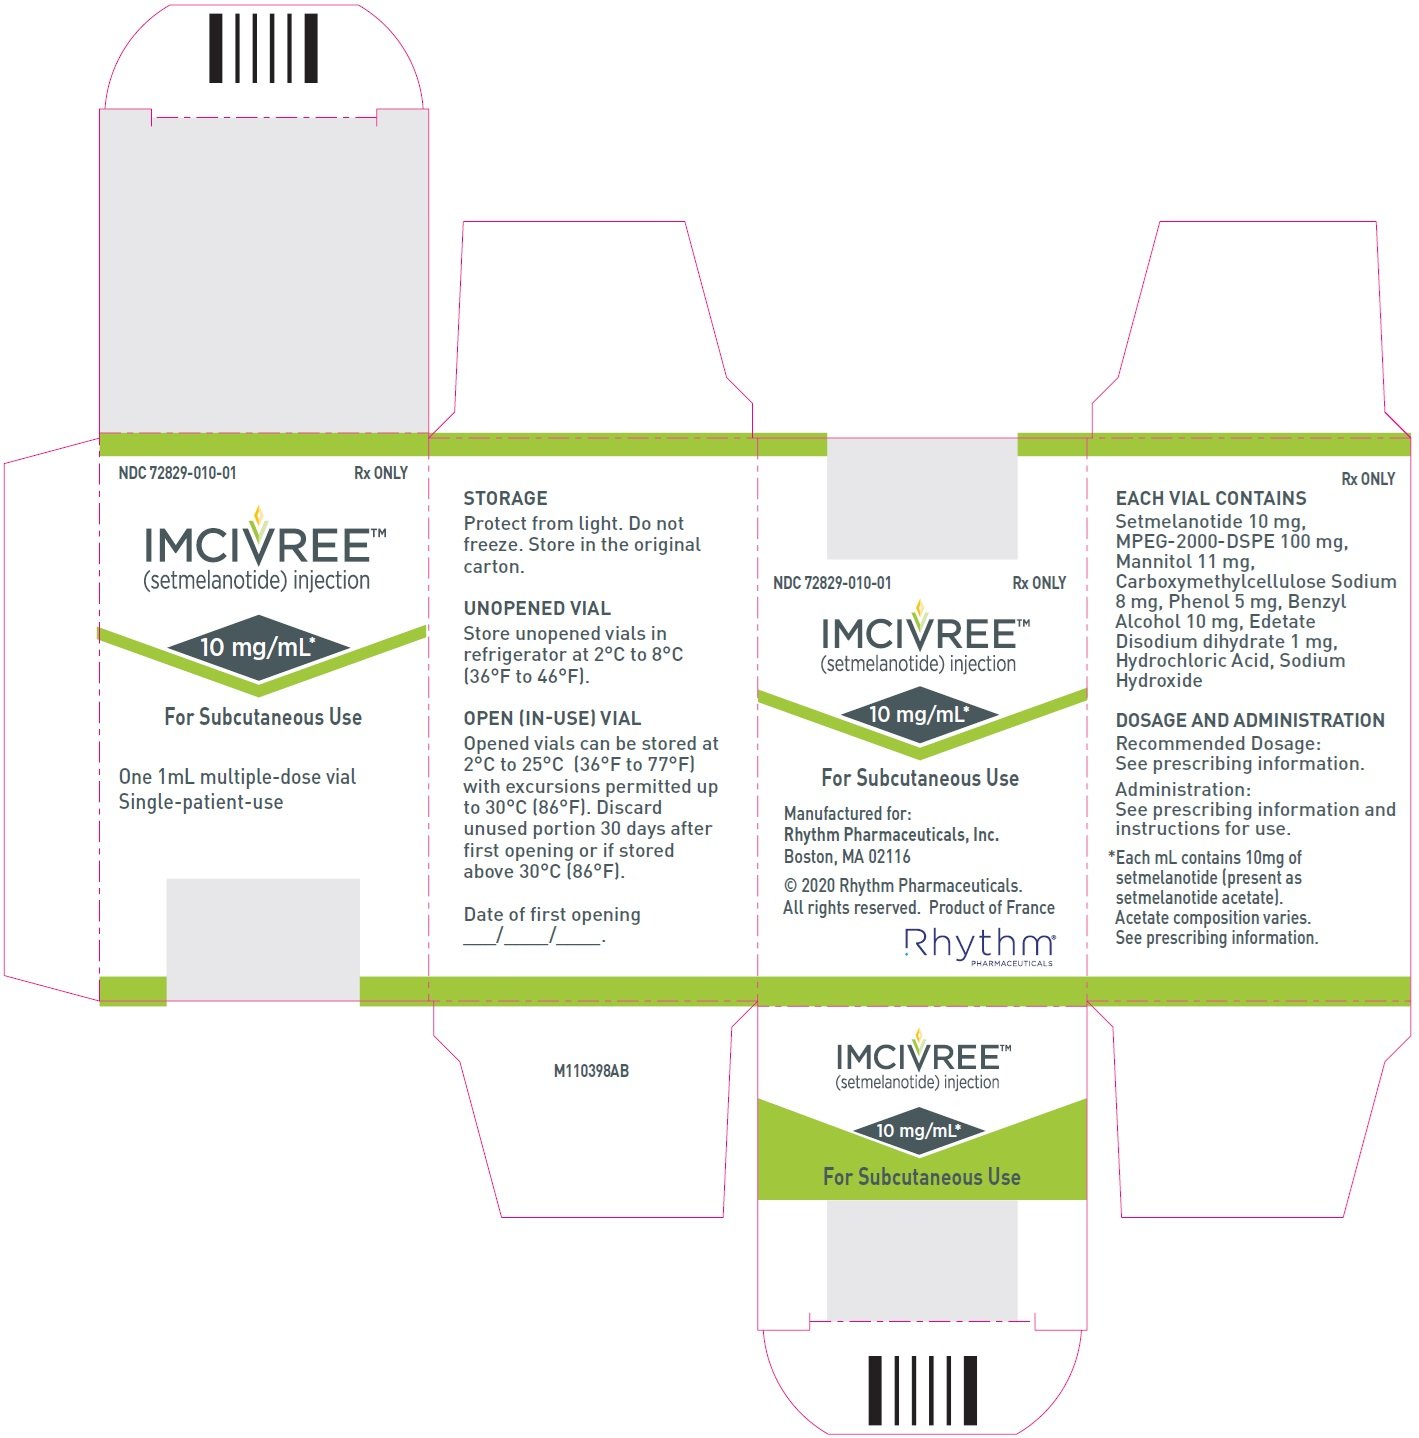 NDC 72829-010-01 Rx ONLY
IMCIVREE™
(setmelanotide) injection
10 mg/mL*
For Subcutaneous Use
One 1mL multiple-dose vial
Single-patient-use
STORAGE
Protect from light. Do not
freeze. Store in the original
carton.
UNOPENED VIAL
Store unopened vials in
refrigerator at 2°C to 8°C
(36°F to 46°F).
OPEN (IN-USE) VIAL
Opened vials can be stored at
2°C to 25°C (36°F to 77°F)
with excursions permitted up
to 30°C (86°F). Discard
unused portion 30 days after
first opening or if stored
above 30°C (86°F).
Date of first opening
___/____/____.
M110398AB
NDC 72829-010-01 Rx ONLY
IMCIVREE™
(setmelanotide) injection
10 mg/mL*
For Subcutaneous Use
Manufactured for:
Rhythm Pharmaceuticals, Inc.
Boston, MA 02116
© 2020 Rhythm Pharmaceuticals.
All rights reserved. Product of France
Rhythm®
PHARMACEUTICALS
IMCIVREE™
(setmelanotide) injection
10 mg/mL*
For Subcutaneous Use
Rx ONLY
EACH VIAL CONTAINS
Setmelanotide 10 mg,
MPEG-2000-DSPE 100 mg,
Mannitol 11 mg,
Carboxymethylcellulose Sodium
8 mg, Phenol 5 mg, Benzyl
Alcohol 10 mg, Edetate
Disodium dihydrate 1 mg,
Hydrochloric Acid, Sodium
Hydroxide
DOSAGE AND ADMINISTRATION
Recommended Dosage:
See prescribing information.
Administration:
See prescribing information and
instructions for use.
*Each mL contains 10mg of
setmelanotide (present as
setmelanotide acetate).
Acetate composition varies.
See prescribing information.